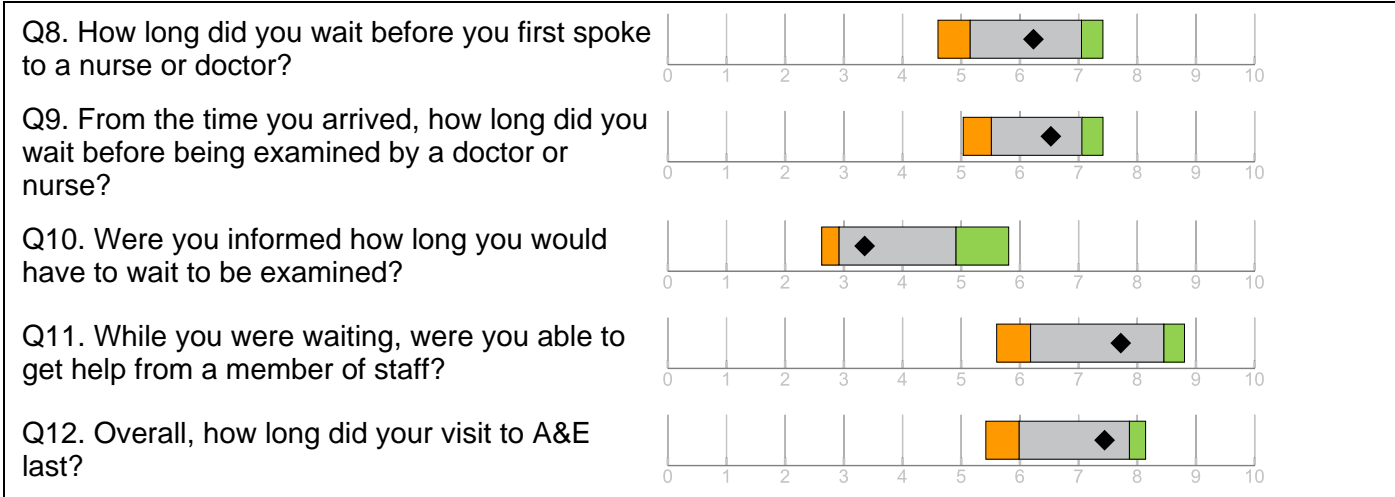 Q8. How long did you wait before you first spoke
to a nurse or doctor?
0 1 2 3 4 5 6 7 8 9 10
Q9. From the time you arrived, how long did you
wait before being examined by a doctor or
nurse?
0 1 2 3 4 5 6 7 8 9 10
Q10. Were you informed how long you would
have to wait to be examined?
0 1 2 3 4 5 6 7 8 9 10
Q11. While you were waiting, were you able to
get help from a member of staff?
0 1 2 3 4 5 6 7 8 9 10
Q12. Overall, how long did your visit to A&E
last?
0 1 2 3 4 5 6 7 8 9 10